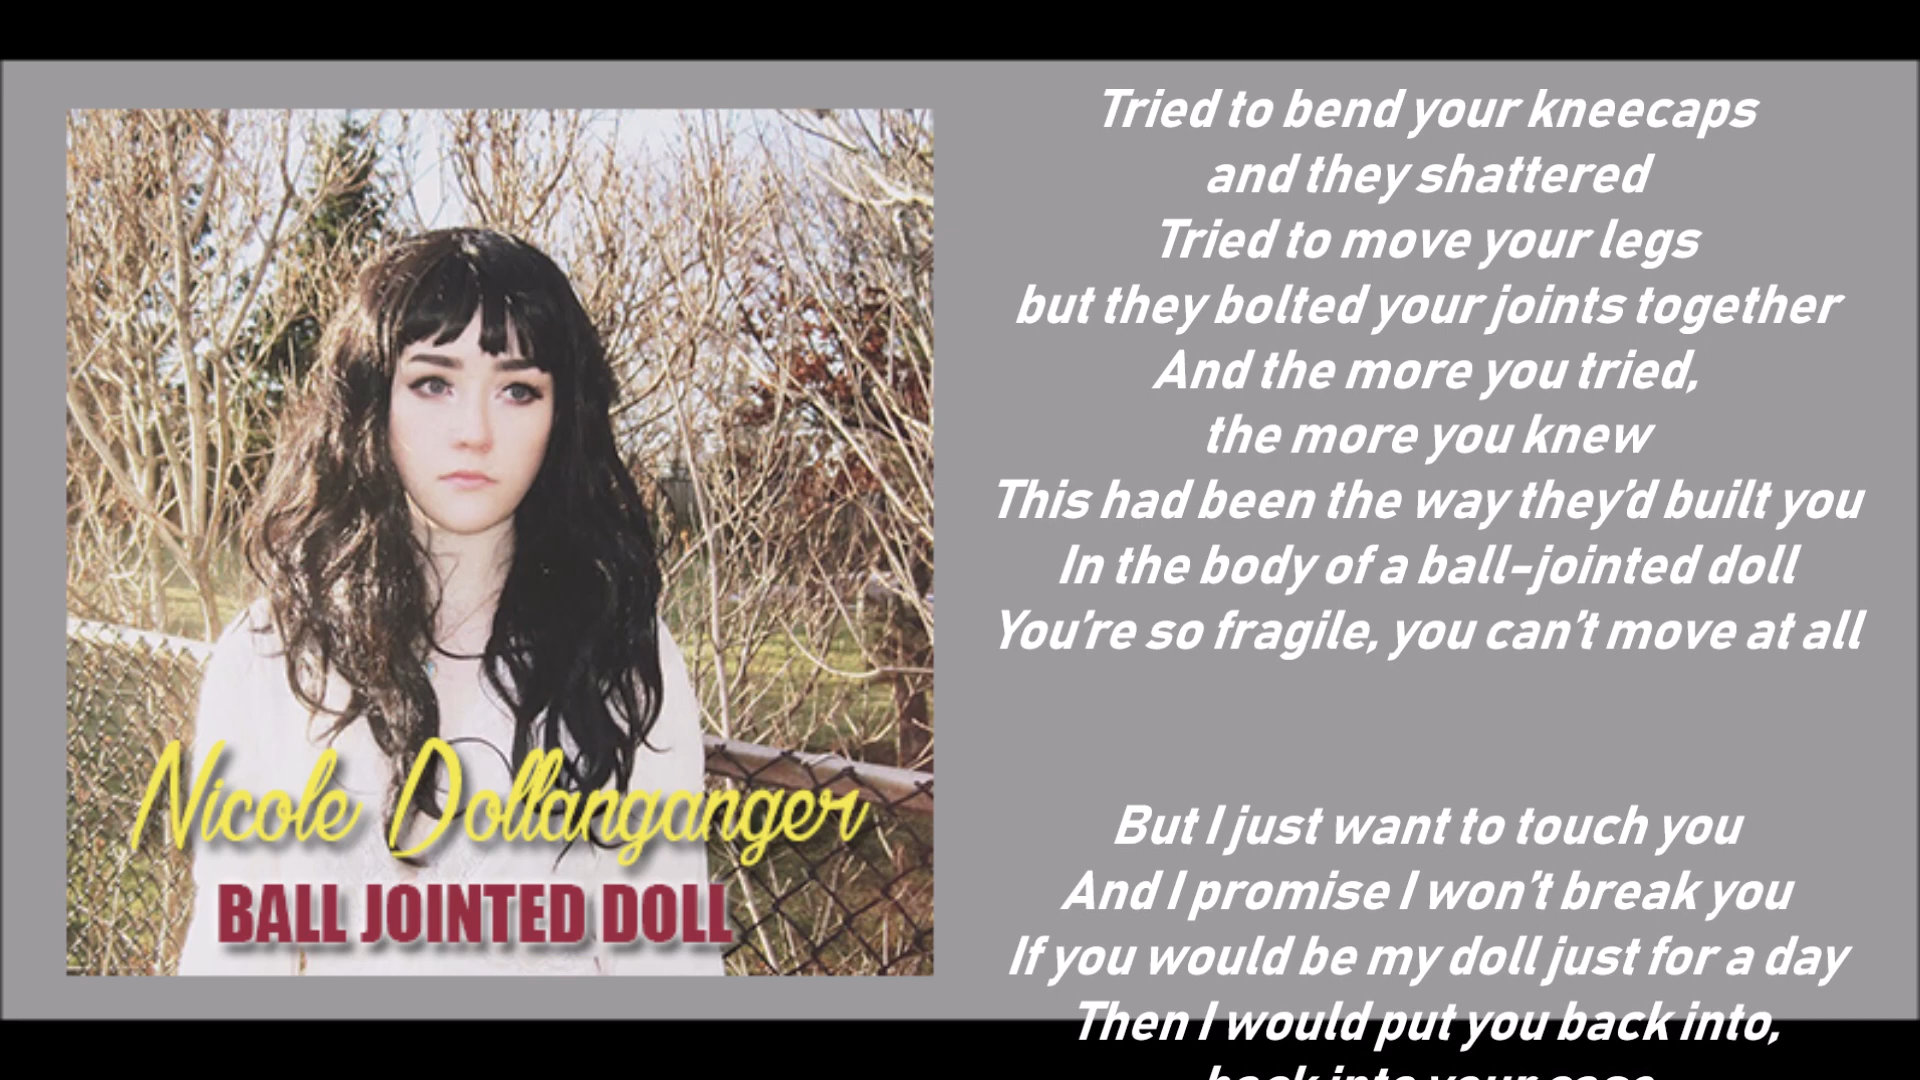 Nicole Dollanganger
BALL JOINTED DOLL
Tried to bend your kneecaps
and they shattered
Tried to move your legs
but they bolted your joints together
And the more you tried,
the more you knew
This had been the way they'd built you
In the body of a ball-jointed doll
You're so fragile, you can't move at all
But I just want to touch you
And I promise I won't break you
If you would be my doll just for a day
Then I would put you back into,
back into your